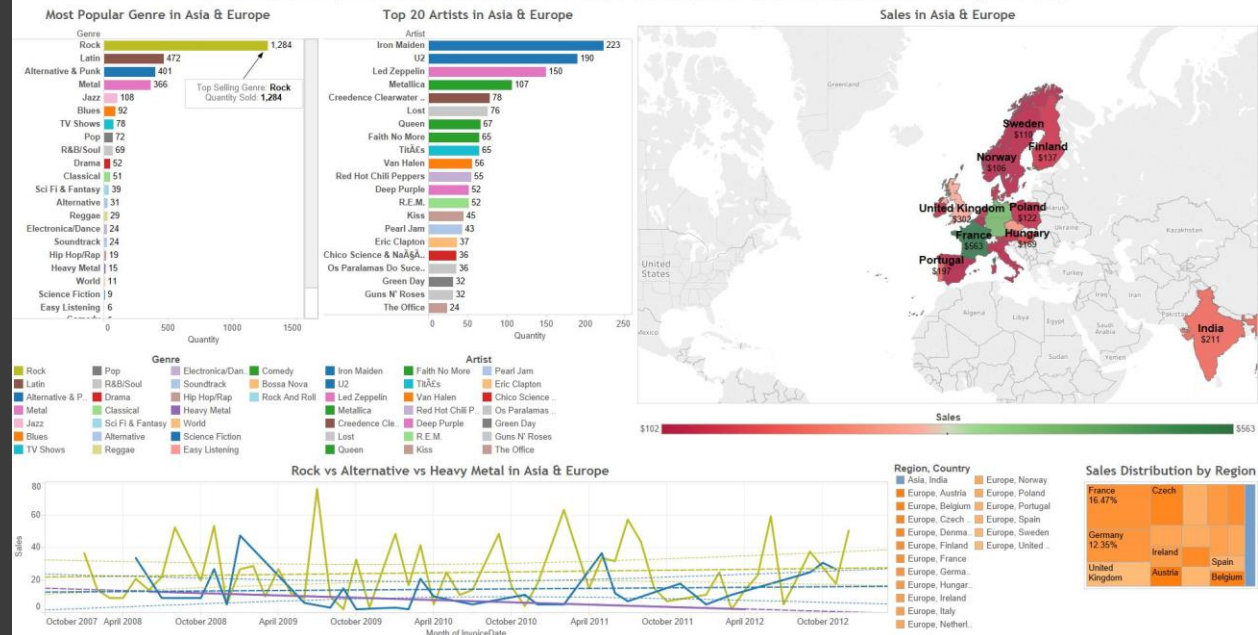 Most Popular Genre in Asia & Europe
Genre
Rock 1,284
Latin 472
Alternative & Punk 401
Metal 366
Jazz 108
Blues 92
TV Shows 78
Pop 72
R&B/Soul 69
Drama 52
Classical 51
Sci Fi & Fantasy 39
Alternative 31
Reggae 29
Electronica/Dance 24
Soundtrack 24
Hip Hop/Rap 19
Heavy Metal 15
World 11
Science Fiction 9
Easy Listening 6
Top Selling Genre: Rock
Quantity Sold: 1,284
0 500 1000 1500
Quantity
Top 20 Artists in Asia & Europe
Artist
Iron Maiden 223
U2 190
Led Zeppelin 150
Metallica 107
Creedence Clearwater .. 78
Lost 76
Queen 67
Faith No More 65
TitÃ£s 65
Van Halen 56
Red Hot Chili Peppers 55
Deep Purple 52
R.E.M. 52
Kiss 45
Pearl Jam 43
Eric Clapton 37
Chico Science & NaÃ§Ã.. 36
Os Paralamas Do Suce.. 36
Green Day 32
Guns N' Roses 32
The Office 24
0 50 100 150 200 250
Quantity
Sales in Asia & Europe
Greenland
United States
Mexico
Sweden
$110
Finland
$137
Norway
$106
United Kingdom
$302
Poland
$122
Belarus
Ukraine
Kazakhstan
France
$563
Hungary
$169
Portugal
$197
Turkey
Iraq
Iran
Algeria
Libya
Egypt
Saudi Arabia
Pakistan
Sudan
Yemen
India
$211
Genre
Rock Pop Electronica/Dan.. Comedy
Latin R&B/Soul Soundtrack Bossa Nova
Alternative & P.. Drama Hip Hop/Rap Rock And Roll
Metal Classical Heavy Metal
Jazz Sci Fi & Fantasy World
Blues Alternative Science Fiction
TV Shows Reggae Easy Listening
Artist
Iron Maiden Faith No More Pearl Jam
U2 TitÃ£s Eric Clapton
Led Zeppelin Van Halen Chico Science ..
Metallica Red Hot Chili P.. Os Paralamas ..
Creedence Cle.. Deep Purple Green Day
Lost R.E.M. Guns N' Roses
Queen Kiss The Office
Sales
$102 $563
Rock vs Alternative vs Heavy Metal in Asia & Europe
Sales
80
60
40
20
0
October 2007 April 2008 October 2008 April 2009 October 2009 April 2010 October 2010 April 2011 October 2011 April 2012 October 2012
Month of InvoiceDate
Region, Country
Asia, India Europe, Norway
Europe, Austria Europe, Poland
Europe, Belgium Europe, Portugal
Europe, Czech .. Europe, Spain
Europe, Denma.. Europe, Sweden
Europe, Finland Europe, United ..
Europe, France
Europe, Germa..
Europe, Hungar..
Europe, Ireland
Europe, Italy
Europe, Netherl..
Sales Distribution by Region
France
16.47%
Czech
Germany
12.35%
Ireland
Spain
United Kingdom
Austria
Belgium